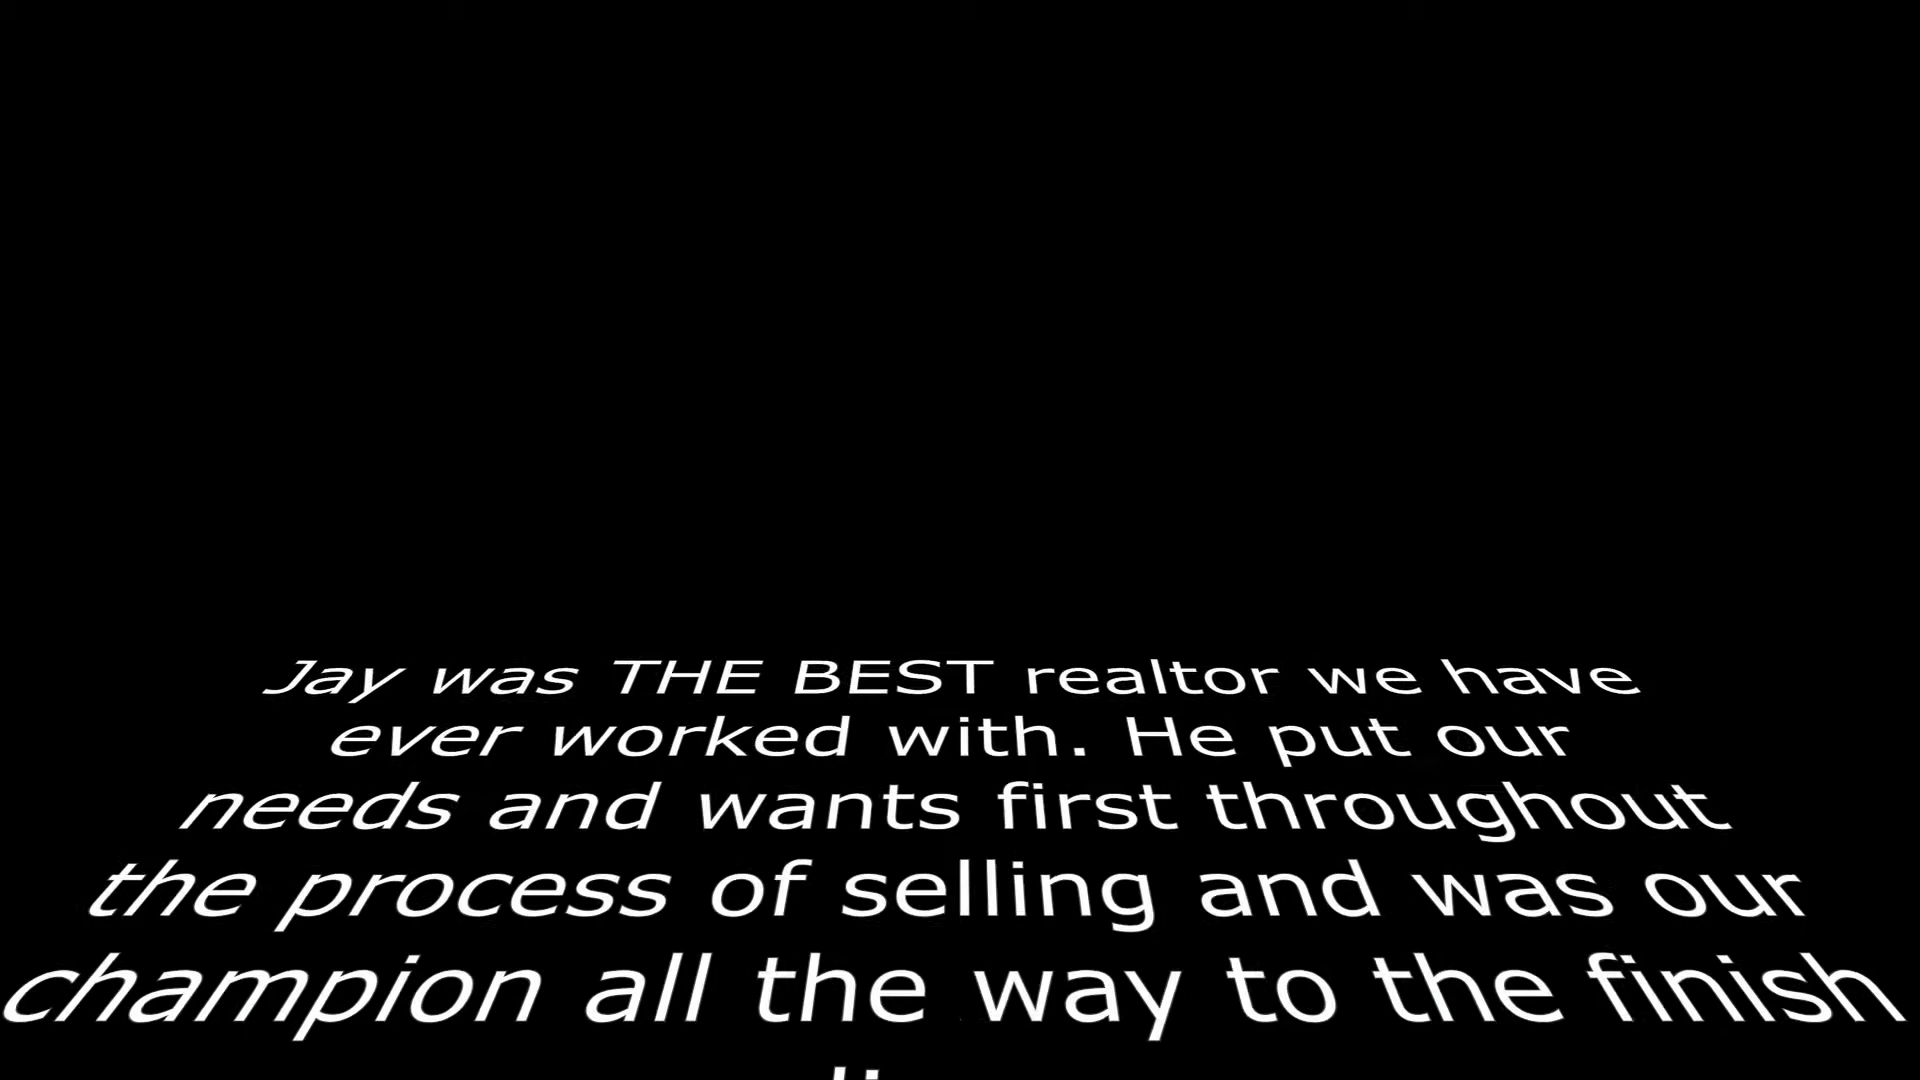 Jay was THE BEST realtor we have
ever worked with. He put our
needs and wants first throughout
the process of selling and was our
champion all the way to the finish